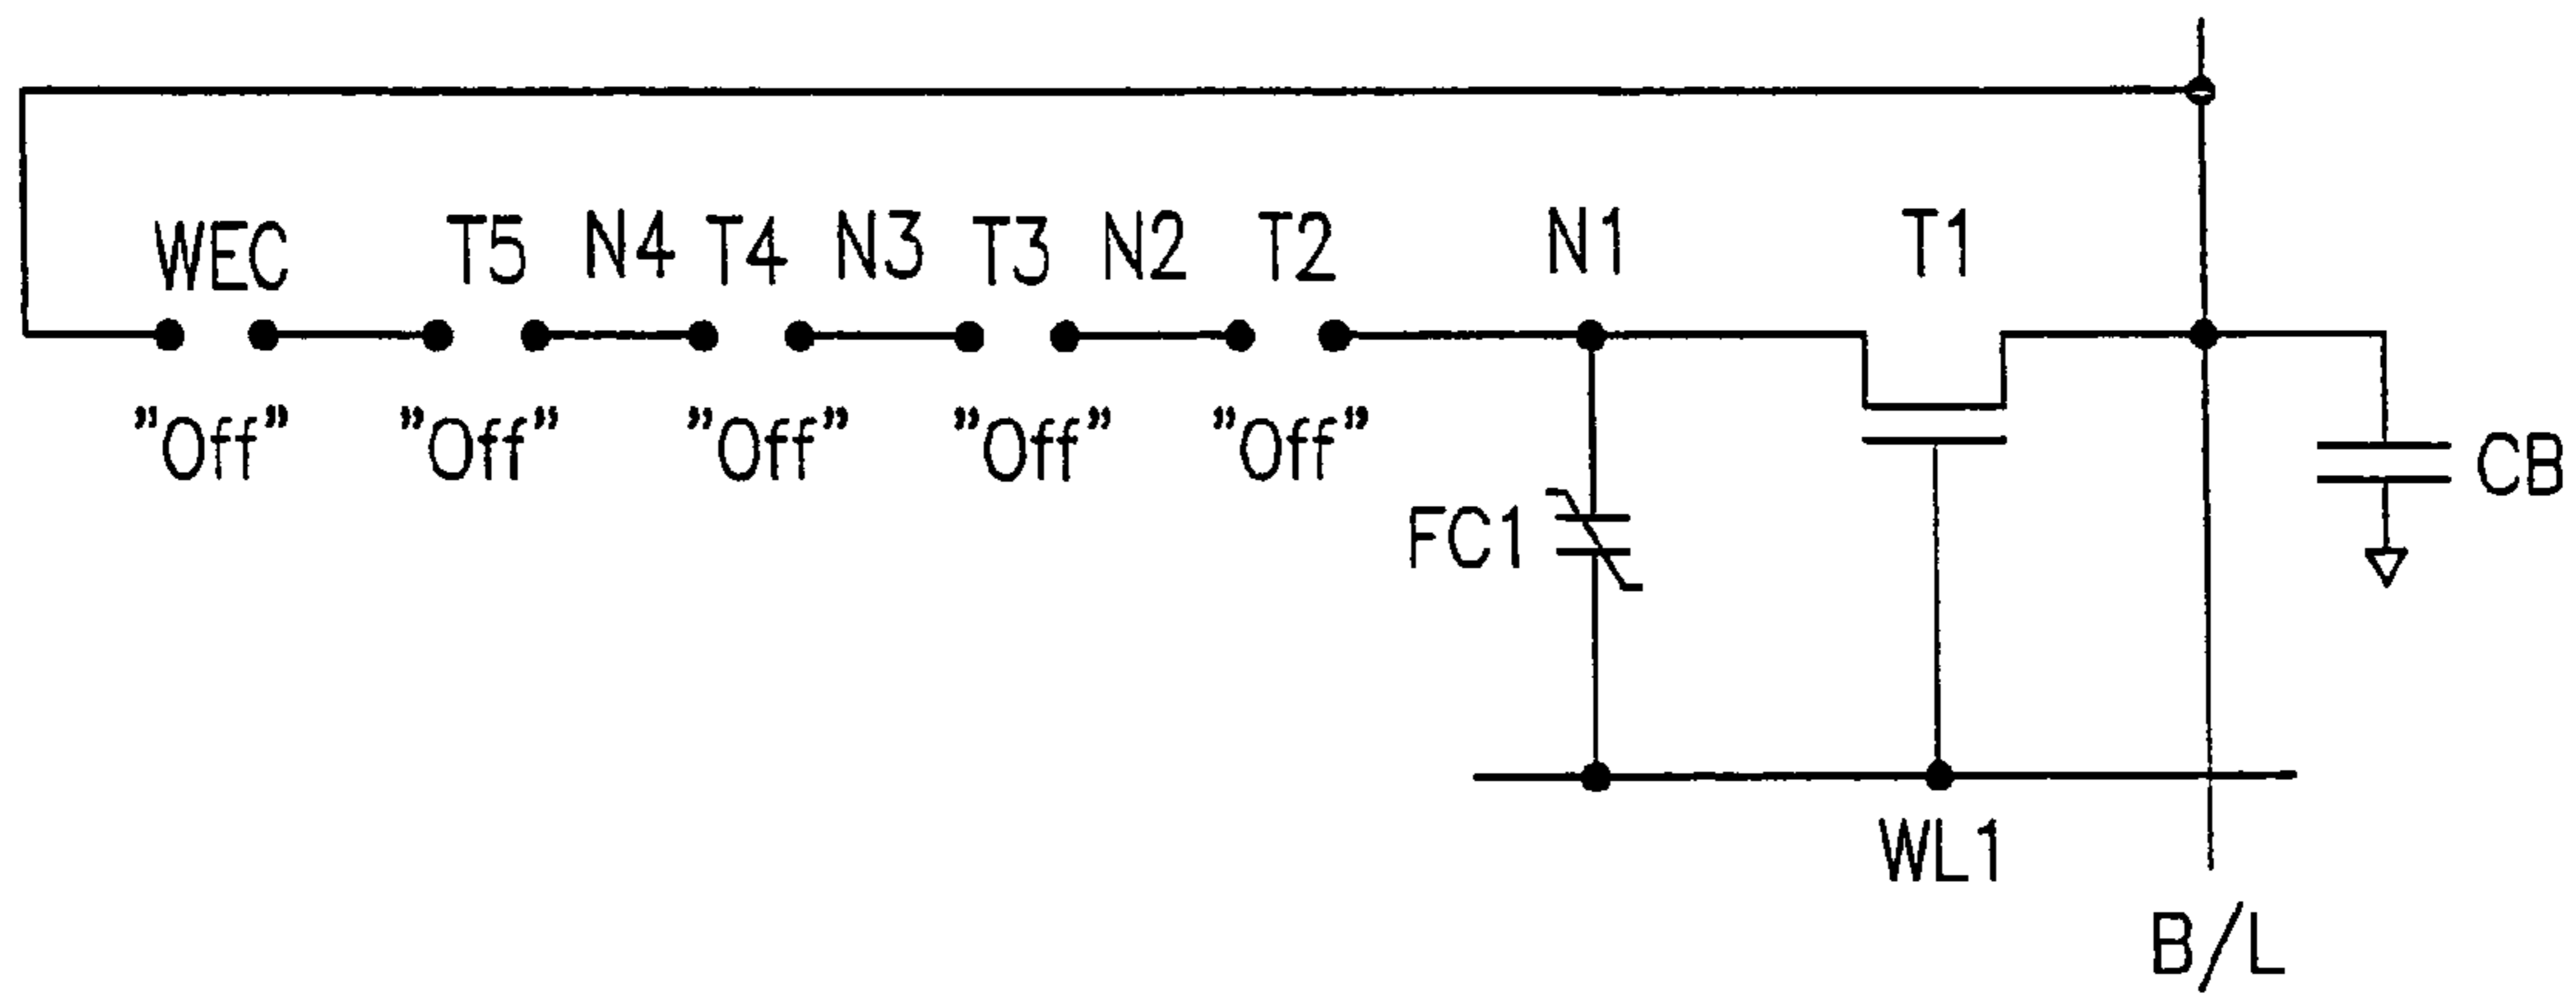 WEC T5 N4 T4 N3 T3 N2 T2 N1 T1
"Off" "Off" "Off" "Off" "Off"
CB
FC1
WL1
B/L